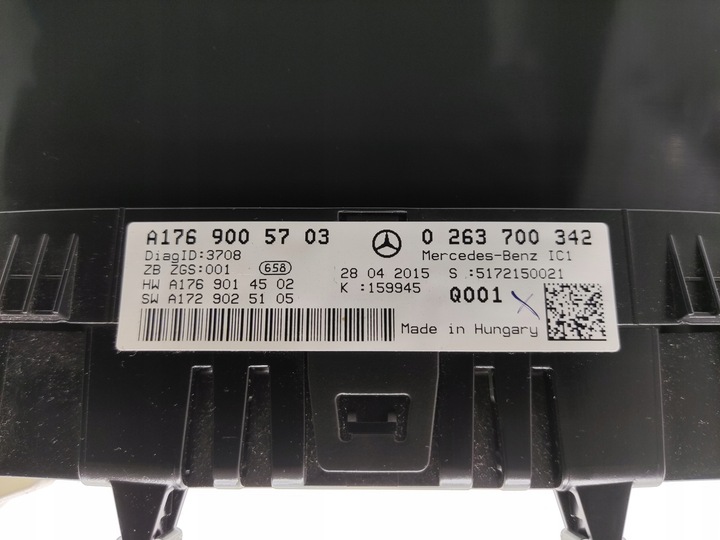 A176 900 57 03 0 263 700 342
DiagID:3708 Mercedes-Benz IC1
ZB ZGS:001 658 28 04 2015 S :5172150021
HW A176 901 45 02 K :159945 Q001 X
SW A172 902 51 05
Made in Hungary